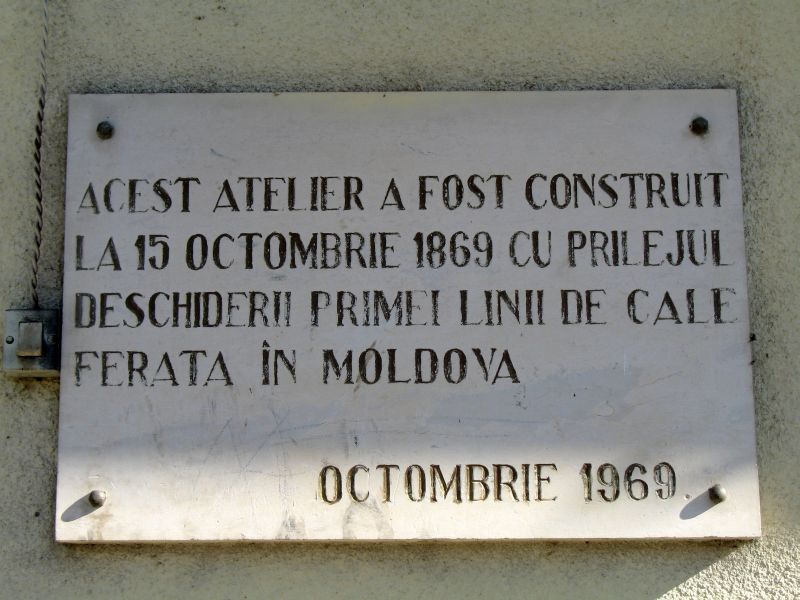 ACEST ATELIER A FOST CONSTRUIT
LA 15 OCTOMBRIE 1869 CU PRILEJUL
DESCHIDERII PRIMEI LINII DE CALE
FERATA ÎN MOLDOVA
OCTOMBRIE 1969.